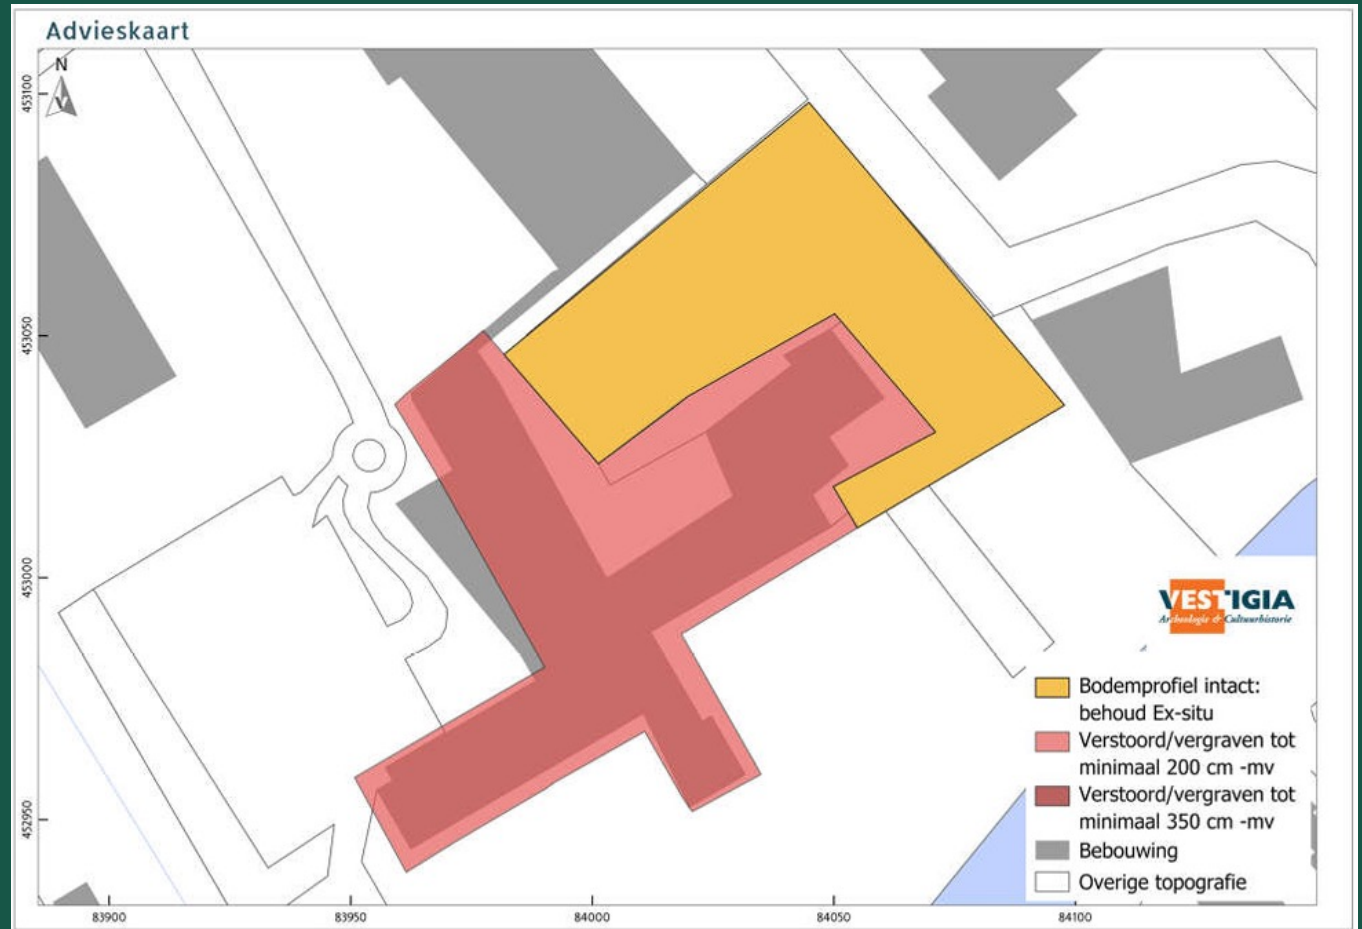 Advieskaart
N
453100
453050
453000
452950
83900
83950
84000
84050
84100
VESTIGIA
Archeologie & Cultuurhistorie
Bodemprofiel intact:
behoud Ex-situ
Verstoord/vergraven tot
minimaal 200 cm -mv
Verstoord/vergraven tot
minimaal 350 cm -mv
Bebouwing
Overige topografie